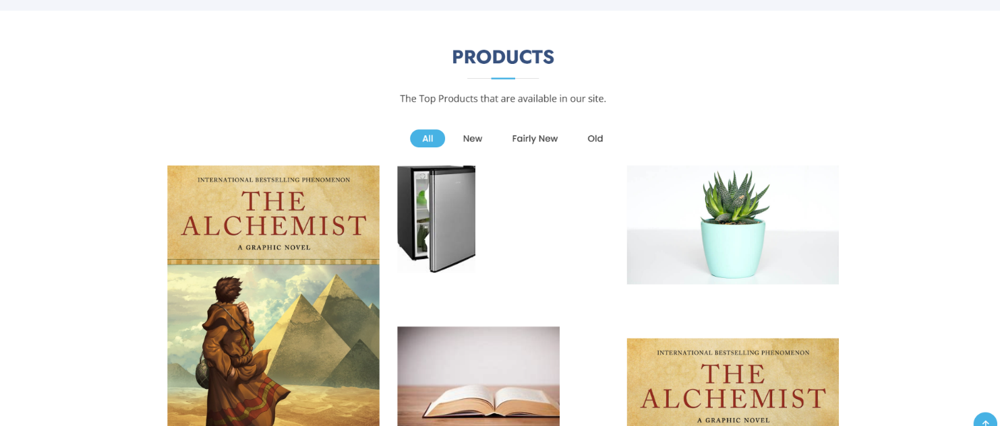 PRODUCTS
The Top Products that are available in our site.
All New Fairly New Old
INTERNATIONAL BESTSELLING PHENOMENON
THE
ALCHEMIST
A GRAPHIC NOVEL
INTERNATIONAL BESTSELLING PHENOMENON
THE
ALCHEMIST
A GRAPHIC NOVEL